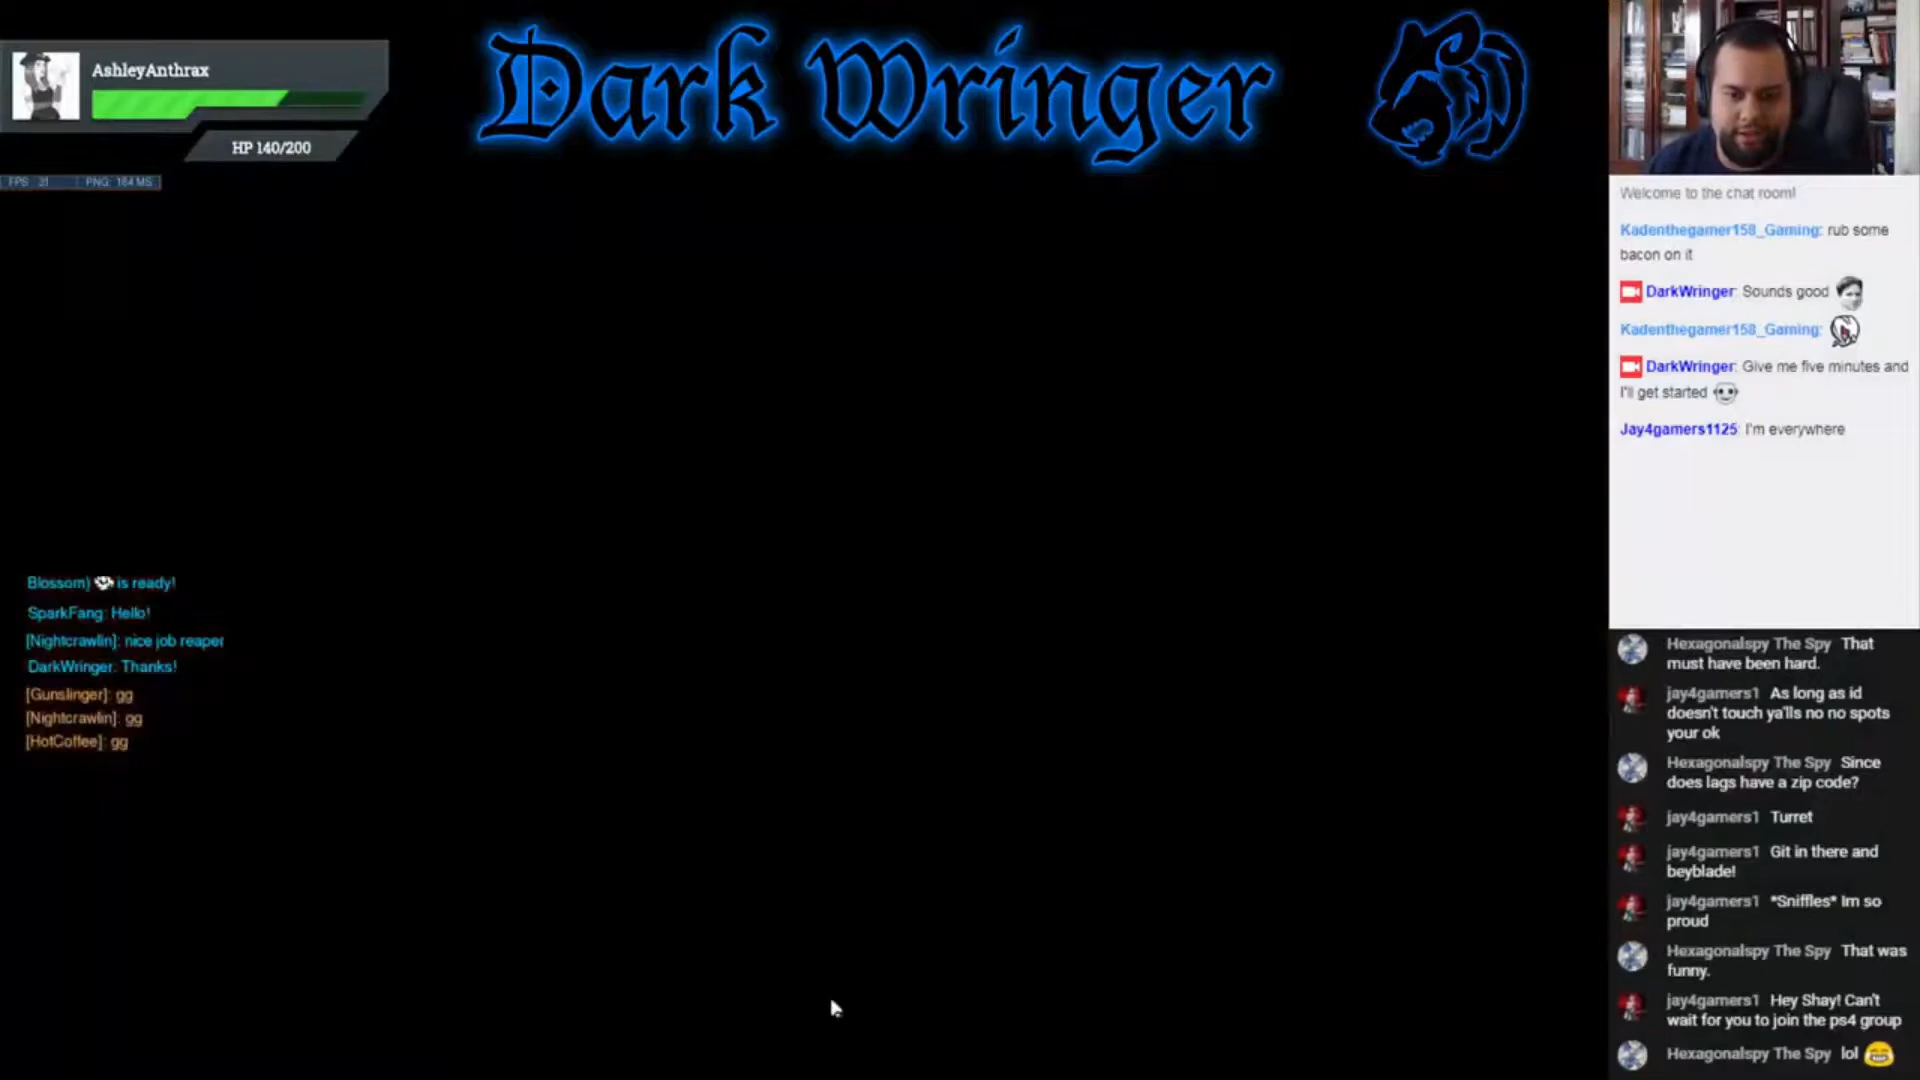 Dark Wringer
AshleyAnthrax
HP 140/200
FPS 21 PNG: 184 MS
Blossom) is ready!
SparkFang: Hello!
[Nightcrawlin]: nice job reaper
DarkWringer: Thanks!
[Gunslinger]: gg
[Nightcrawlin]: gg
[HotCoffee]: gg
Welcome to the chat room!
Kadenthegamer158_Gaming: rub some
bacon on it
DarkWringer: Sounds good
Kadenthegamer158_Gaming:
DarkWringer: Give me five minutes and
I'll get started
Jay4gamers1125: I'm everywhere
Hexagonalspy The Spy That
must have been hard.
jay4gamers1 As long as id
doesn't touch ya'lls no no spots
your ok
Hexagonalspy The Spy Since
does lags have a zip code?
jay4gamers1 Turret
jay4gamers1 Git in there and
beyblade!
jay4gamers1 *Sniffles* Im so
proud
Hexagonalspy The Spy That was
funny.
jay4gamers1 Hey Shay! Can't
wait for you to join the ps4 group
Hexagonalspy The Spy lol